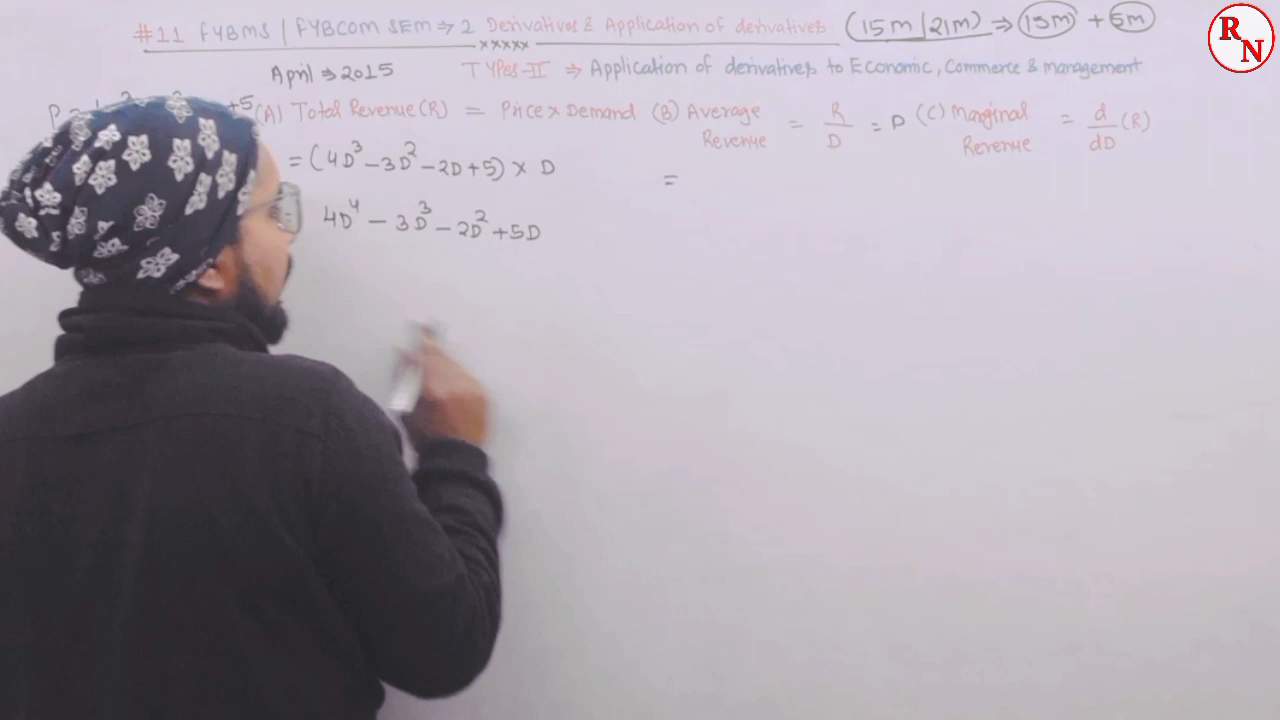 #11 FYBMS | FYBCOM SEM ⇒ 2 Derivatives & Application of derivatives (15M/21M) ⇒ 15M + 5M
xxxxx
R N
April ⇒ 2015 TYPES-II ⇒ Application of derivatives to Economic, Commerce & management
+5 (A) Total Revenue (R) = Price x Demand (B) Average Revenue = R/D = P (C) Marginal Revenue = d/dD (R)
= (4D³ - 3D² - 2D + 5) × D =
4D⁴ - 3D³ - 2D² + 5D